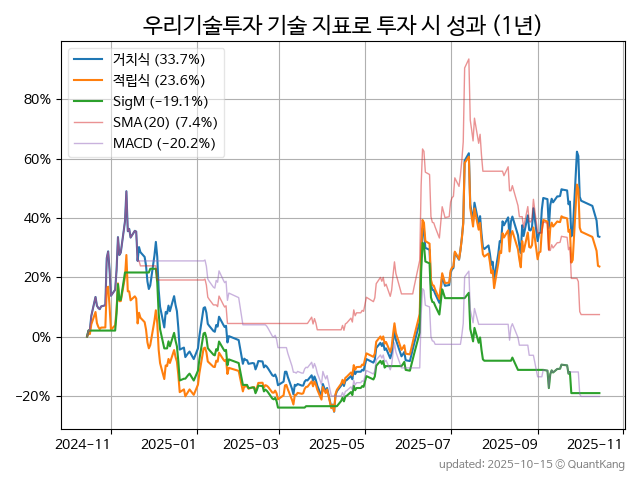 우리기술투자 기술 지표로 투자 시 성과 (1년)
거치식 (33.7%)
적립식 (23.6%)
SigM (−19.1%)
SMA(20) (7.4%)
MACD (−20.2%)
80%
60%
40%
20%
0%
−20%
2024-11 2025-01 2025-03 2025-05 2025-07 2025-09 2025-11
updated: 2025-10-15 ⓒ QuantKang